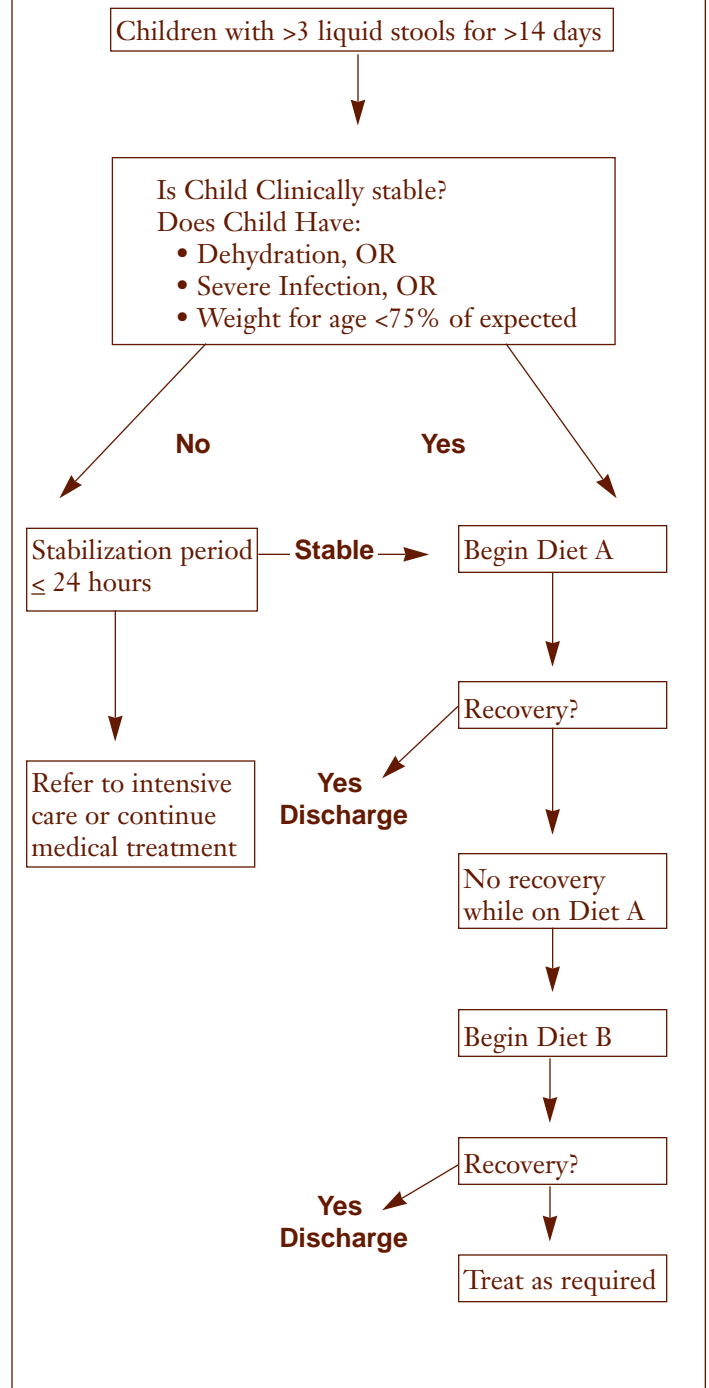 Children with >3 liquid stools for >14 days
Is Child Clinically stable?
Does Child Have:
• Dehydration, OR
• Severe Infection, OR
• Weight for age <75% of expected
No
Yes
Stabilization period
≤ 24 hours
Stable
Begin Diet A
Recovery?
Yes
Discharge
Refer to intensive
care or continue
medical treatment
No recovery
while on Diet A
Begin Diet B
Recovery?
Yes
Discharge
Treat as required